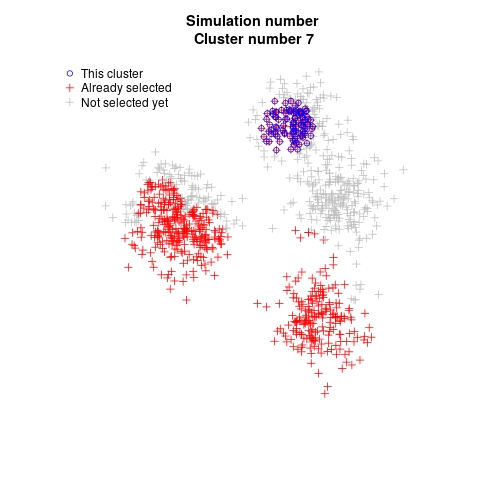 Simulation number
Cluster number 7
This cluster
Already selected
Not selected yet